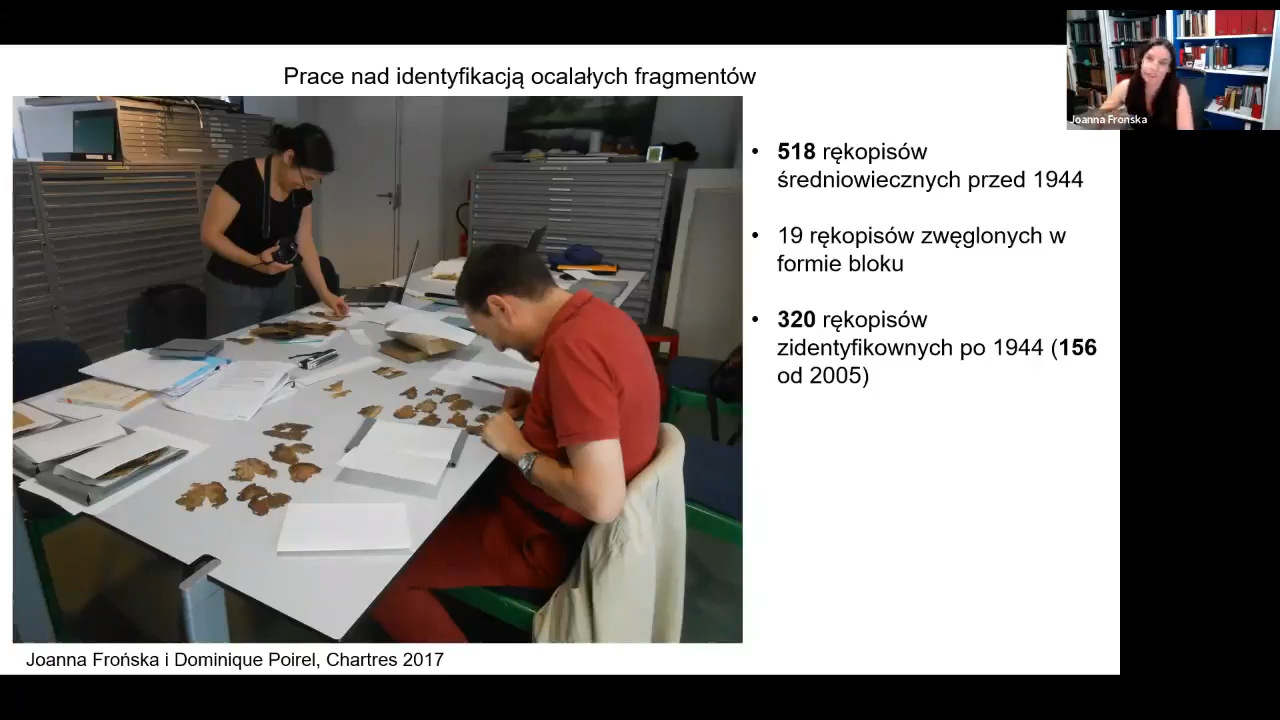 Prace nad identyfikacją ocalałych fragmentów
Joanna Frońska
• 518 rękopisów
średniowiecznych przed 1944
• 19 rękopisów zwęglonych w
formie bloku
• 320 rękopisów
zidentyfikownych po 1944 (156
od 2005)
Joanna Frońska i Dominique Poirel, Chartres 2017